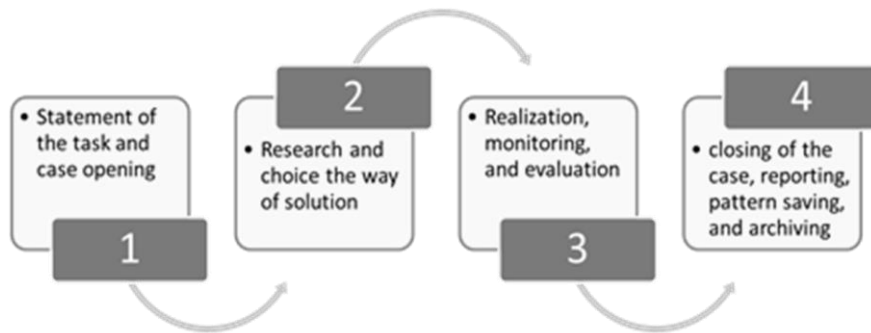 • Statement of
the task and
case opening
1
2
• Research and
choice the way
of solution
• Realization,
monitoring,
and evaluation
3
4
• closing of the
case, reporting,
pattern saving,
and archiving